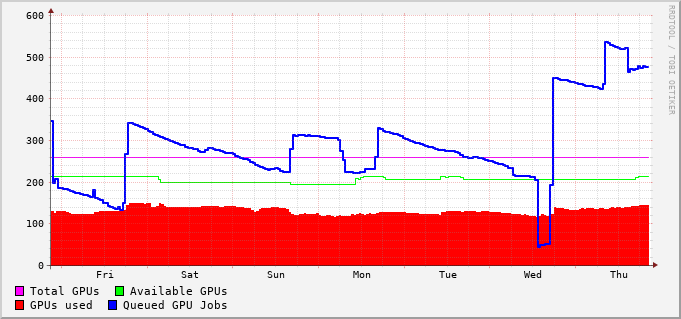 600
500
400
300
200
100
0
Fri Sat Sun Mon Tue Wed Thu
Total GPUs Available GPUs
GPUs used Queued GPU Jobs
RRDTOOL / TOBI OETIKER